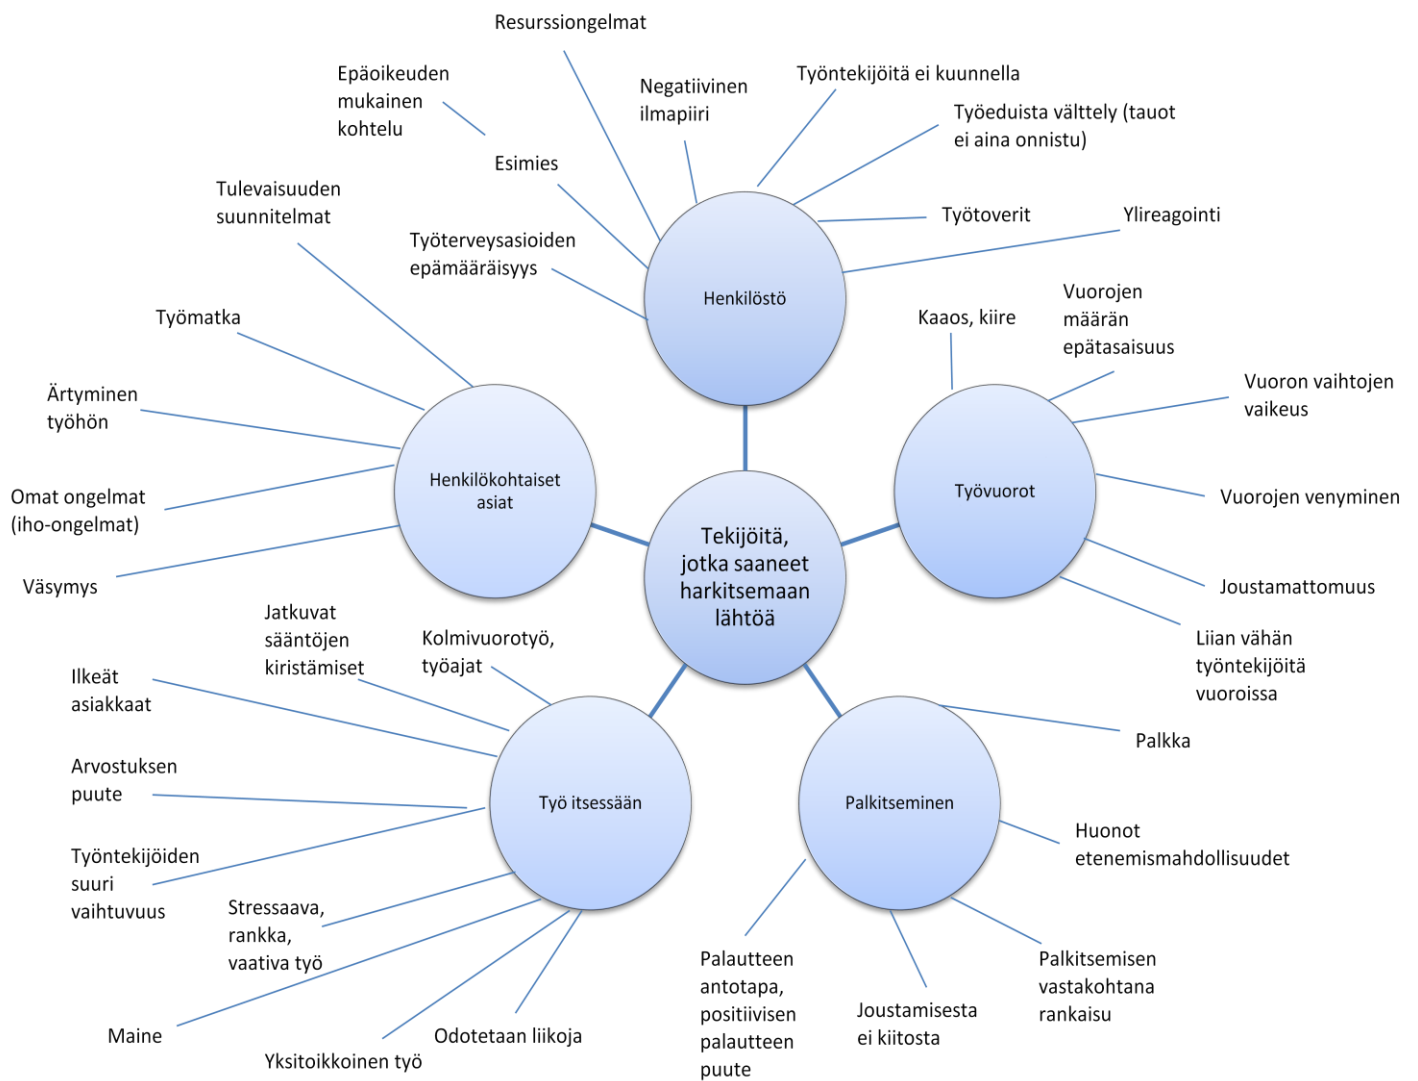 Resurssiongelmat
Epäoikeuden
mukainen
kohtelu
Negatiivinen
ilmapiiri
Työntekijöitä ei kuunnella
Työeduista välttely (tauot
ei aina onnistu)
Esimies
Työtoverit
Ylireagointi
Työterveysasioiden
epämääräisyys
Henkilöstö
Tulevaisuuden
suunnitelmat
Työmatka
Ärtyminen
työhön
Omat ongelmat
(iho-ongelmat)
Väsymys
Henkilökohtaiset
asiat
Kaaos, kiire
Vuorojen
määrän
epätasaisuus
Vuoron vaihtojen
vaikeus
Vuorojen venyminen
Joustamattomuus
Liian vähän
työntekijöitä
vuoroissa
Työvuorot
Tekijöitä,
jotka saaneet
harkitsemaan
lähtöä
Jatkuvat
sääntöjen
kiristämiset
Kolmivuorotyö,
työajat
Ilkeät
asiakkaat
Arvostuksen
puute
Työntekijöiden
suuri
vaihtuvuus
Stressaava,
rankka,
vaativa työ
Maine
Yksitoikkoinen työ
Odotetaan liikoja
Työ itsessään
Palkitseminen
Palkka
Huonot
etenemismahdollisuudet
Palkitsemisen
vastakohtana
rankaisu
Joustamisesta
ei kiitosta
Palautteen
antotapa,
positiivisen
palautteen
puute